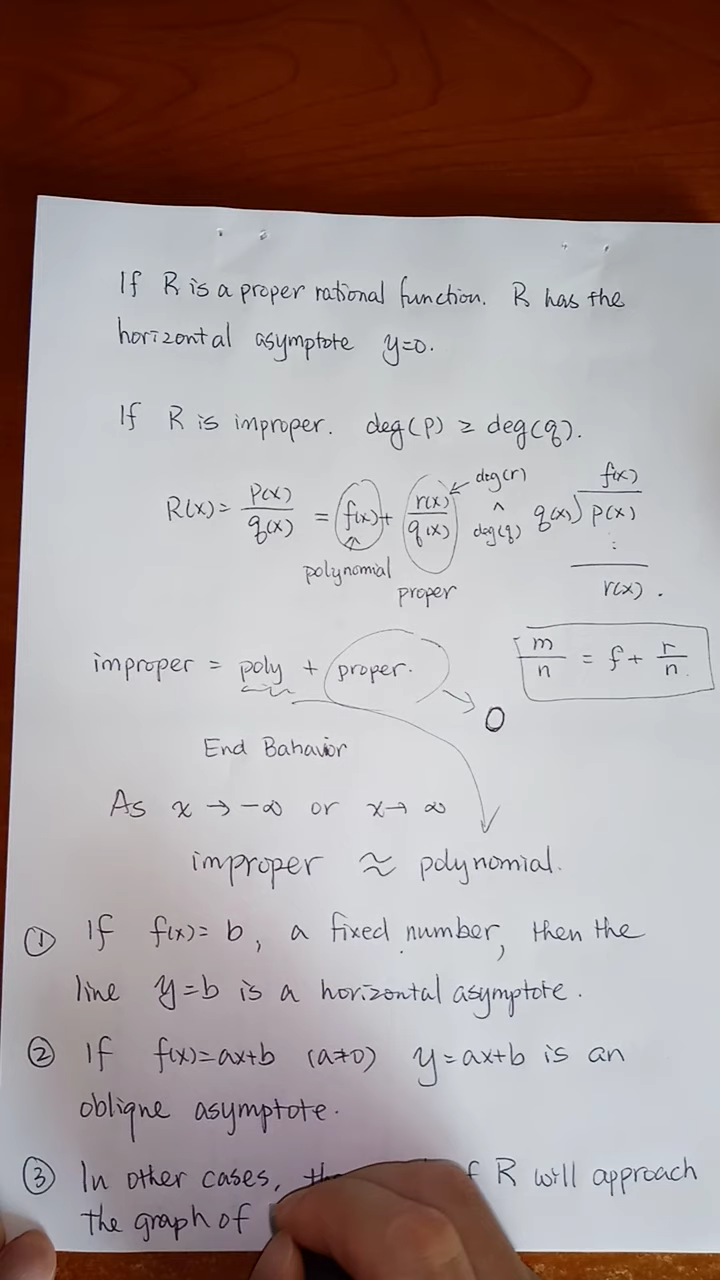 If R is a proper rational function. R has the
horizontal asymptote y=0.
If R is improper. deg(p) ≥ deg(q).
R(x) = p(x)/q(x) = f(x) + r(x)/q(x) deg(r) ^ deg(q) q(x) ) p(x) f(x)
polynomial
proper
⋮
r(x) .
improper = poly + proper. → 0
m/n = f + r/n.
End Bahavior
As x → -∞ or x → ∞
improper ≈ polynomial.
① If f(x) = b, a fixed number, then the
line y=b is a horizontal asymptote.
② If f(x)=ax+b (a≠0) y=ax+b is an
oblique asymptote.
③ In other cases, R will approach
the graph of